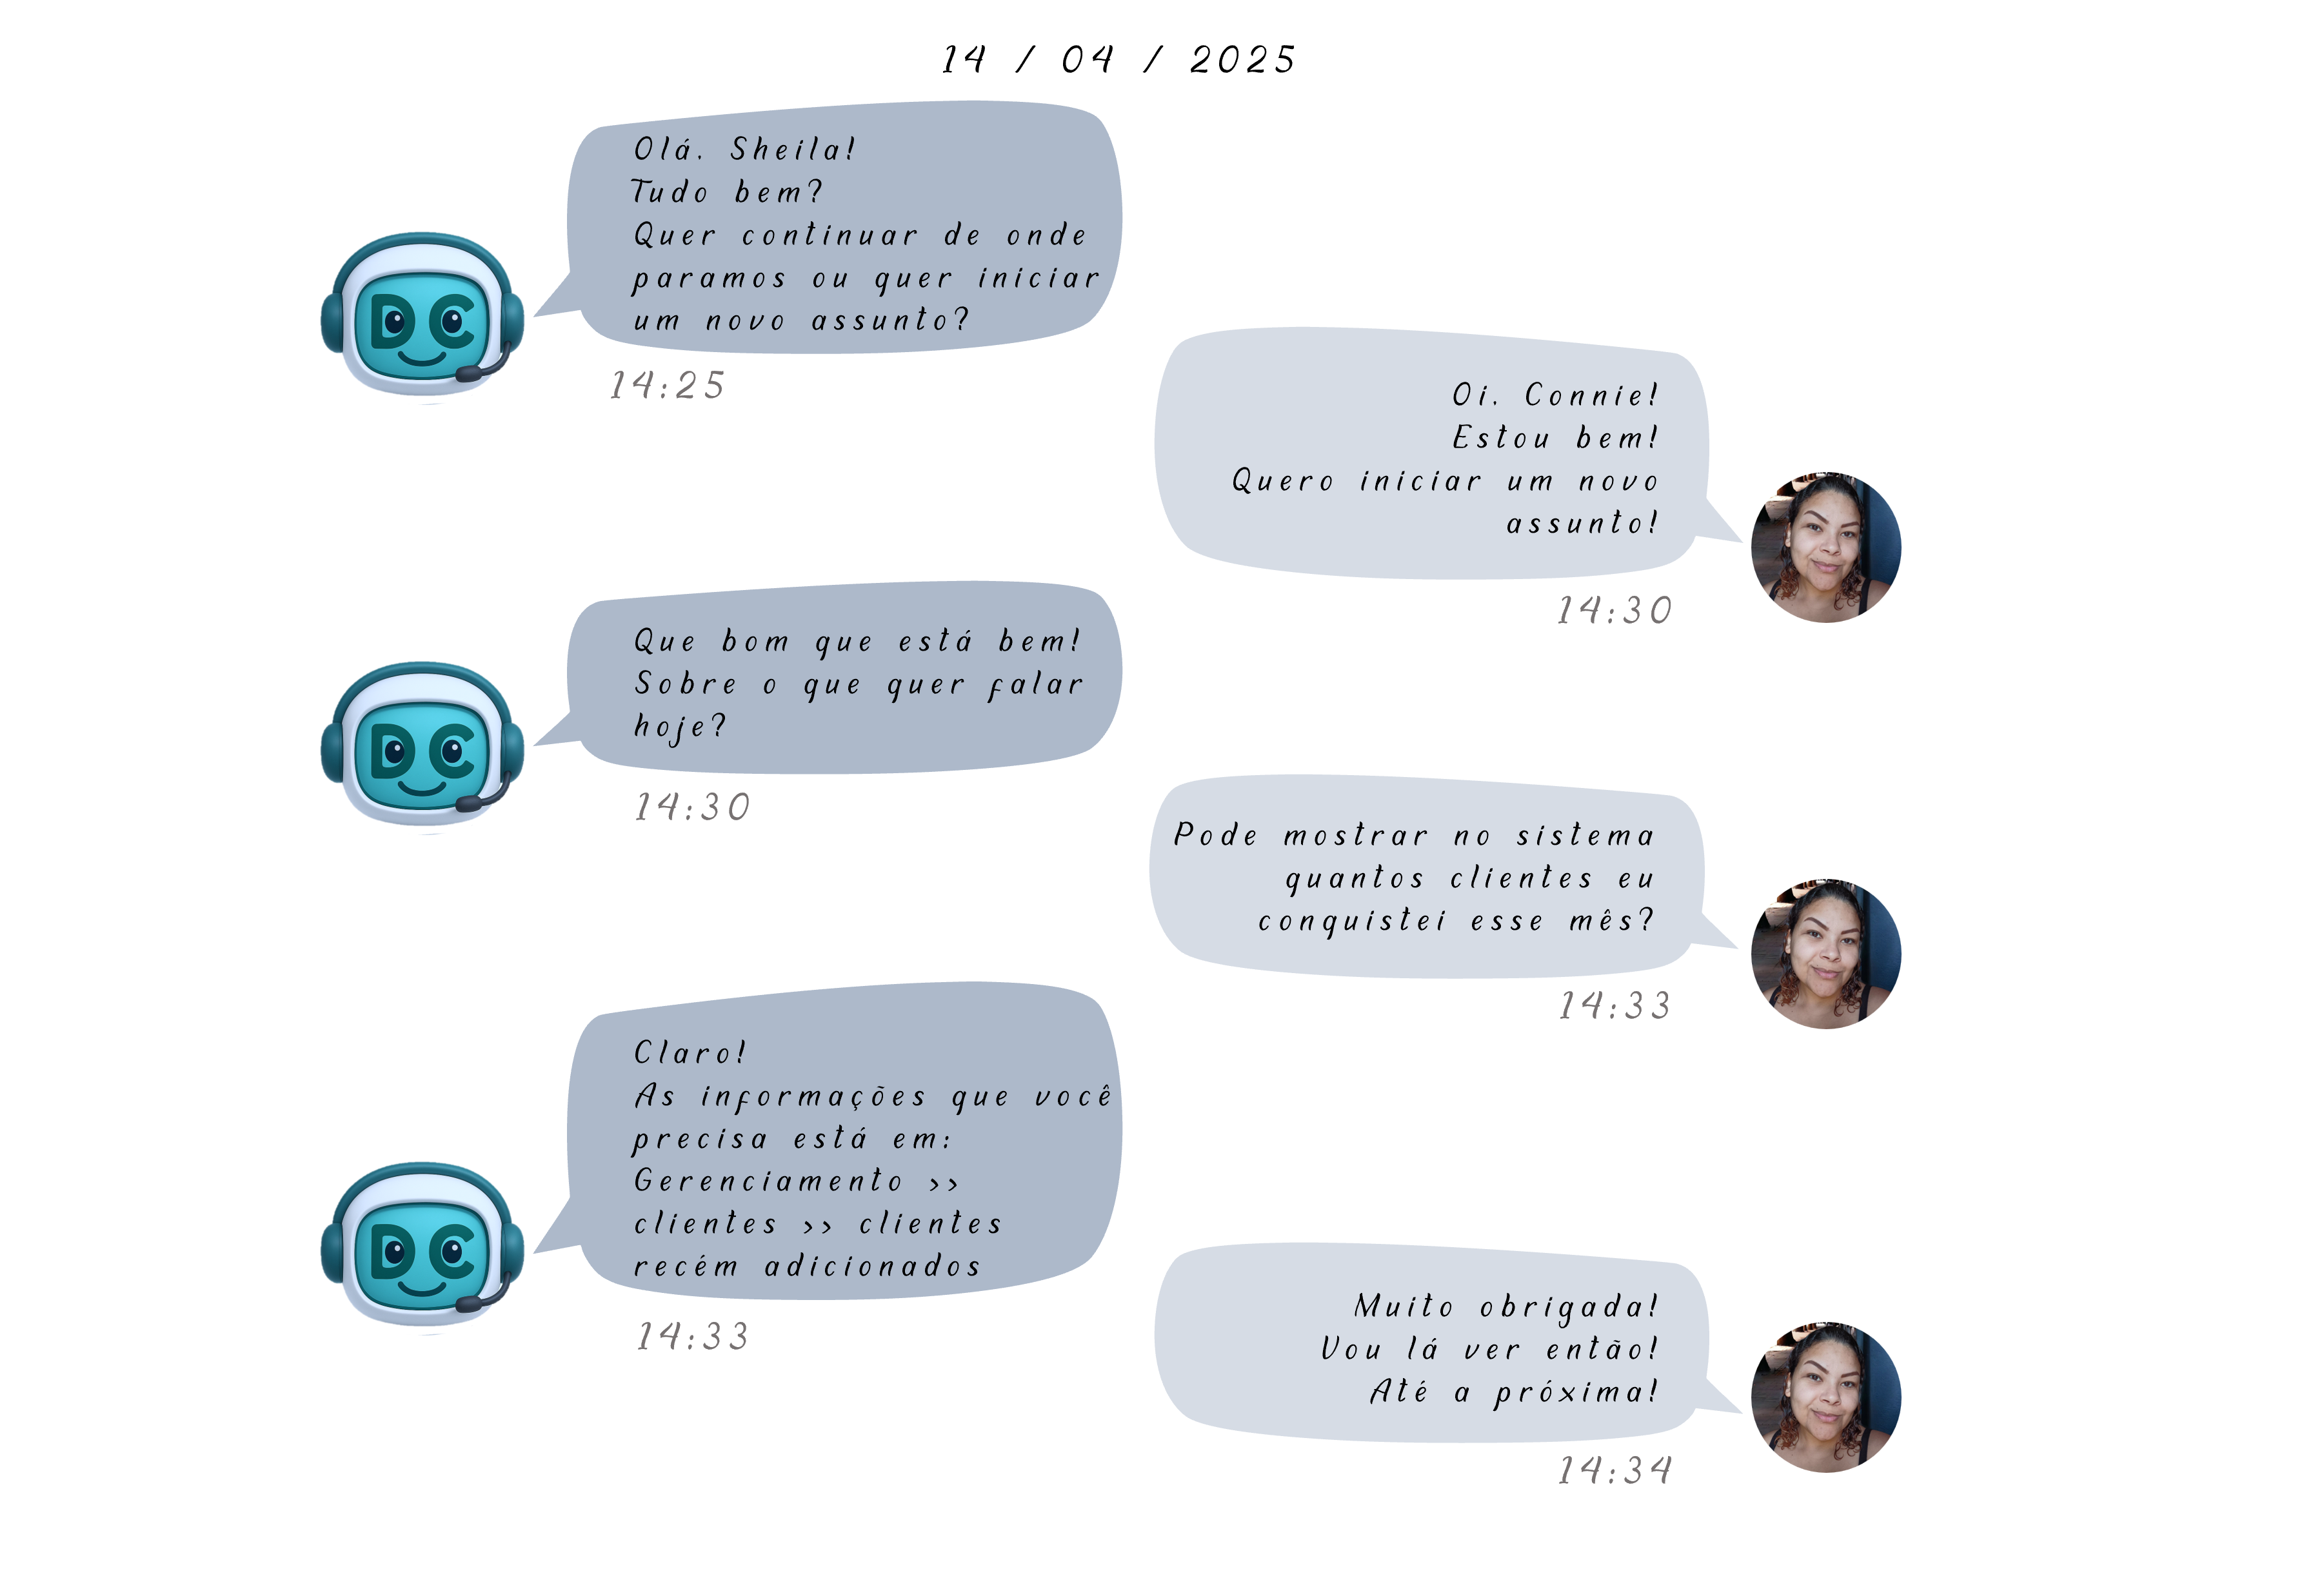 14 / 04 / 2025
Olá, Sheila!
Tudo bem?
Quer continuar de onde
paramos ou quer iniciar
um novo assunto?
DC
14:25
Oi, Connie!
Estou bem!
Quero iniciar um novo
assunto!
14:30
Que bom que está bem!
Sobre o que quer falar
hoje?
DC
14:30
Pode mostrar no sistema
quantos clientes eu
conquistei esse mês?
14:33
Claro!
As informações que você
precisa está em:
Gerenciamento >>
clientes >> clientes
recém adicionados
DC
14:33
Muito obrigada!
Vou lá ver então!
Até a próxima!
14:34